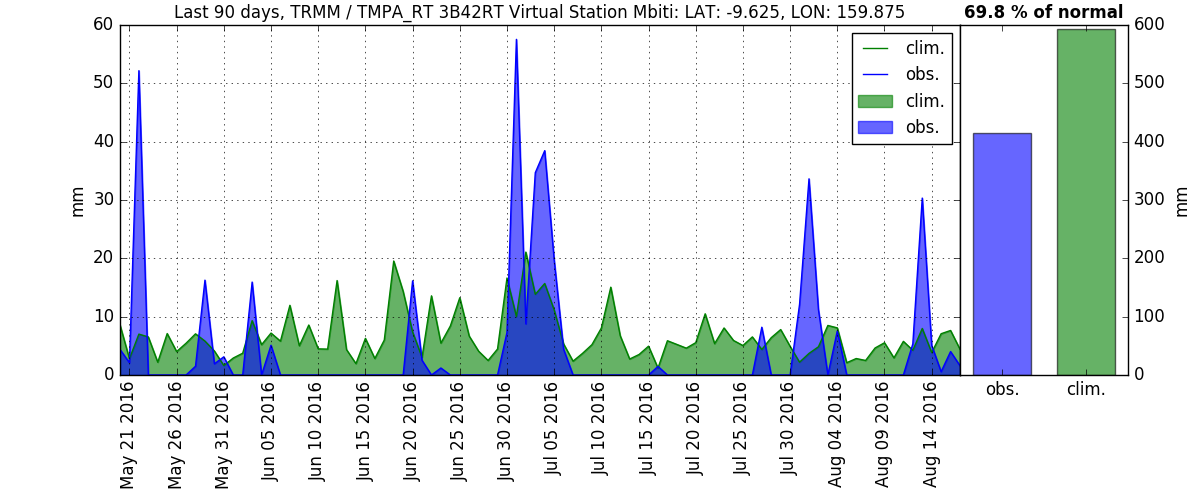 Last 90 days, TRMM / TMPA_RT 3B42RT Virtual Station Mbiti: LAT: -9.625, LON: 159.875
69.8 % of normal
60
50
40
30
20
10
0
mm
clim.
obs.
clim.
obs.
600
500
400
300
200
100
0
mm
May 21 2016
May 26 2016
May 31 2016
Jun 05 2016
Jun 10 2016
Jun 15 2016
Jun 20 2016
Jun 25 2016
Jun 30 2016
Jul 05 2016
Jul 10 2016
Jul 15 2016
Jul 20 2016
Jul 25 2016
Jul 30 2016
Aug 04 2016
Aug 09 2016
Aug 14 2016
obs.
clim.